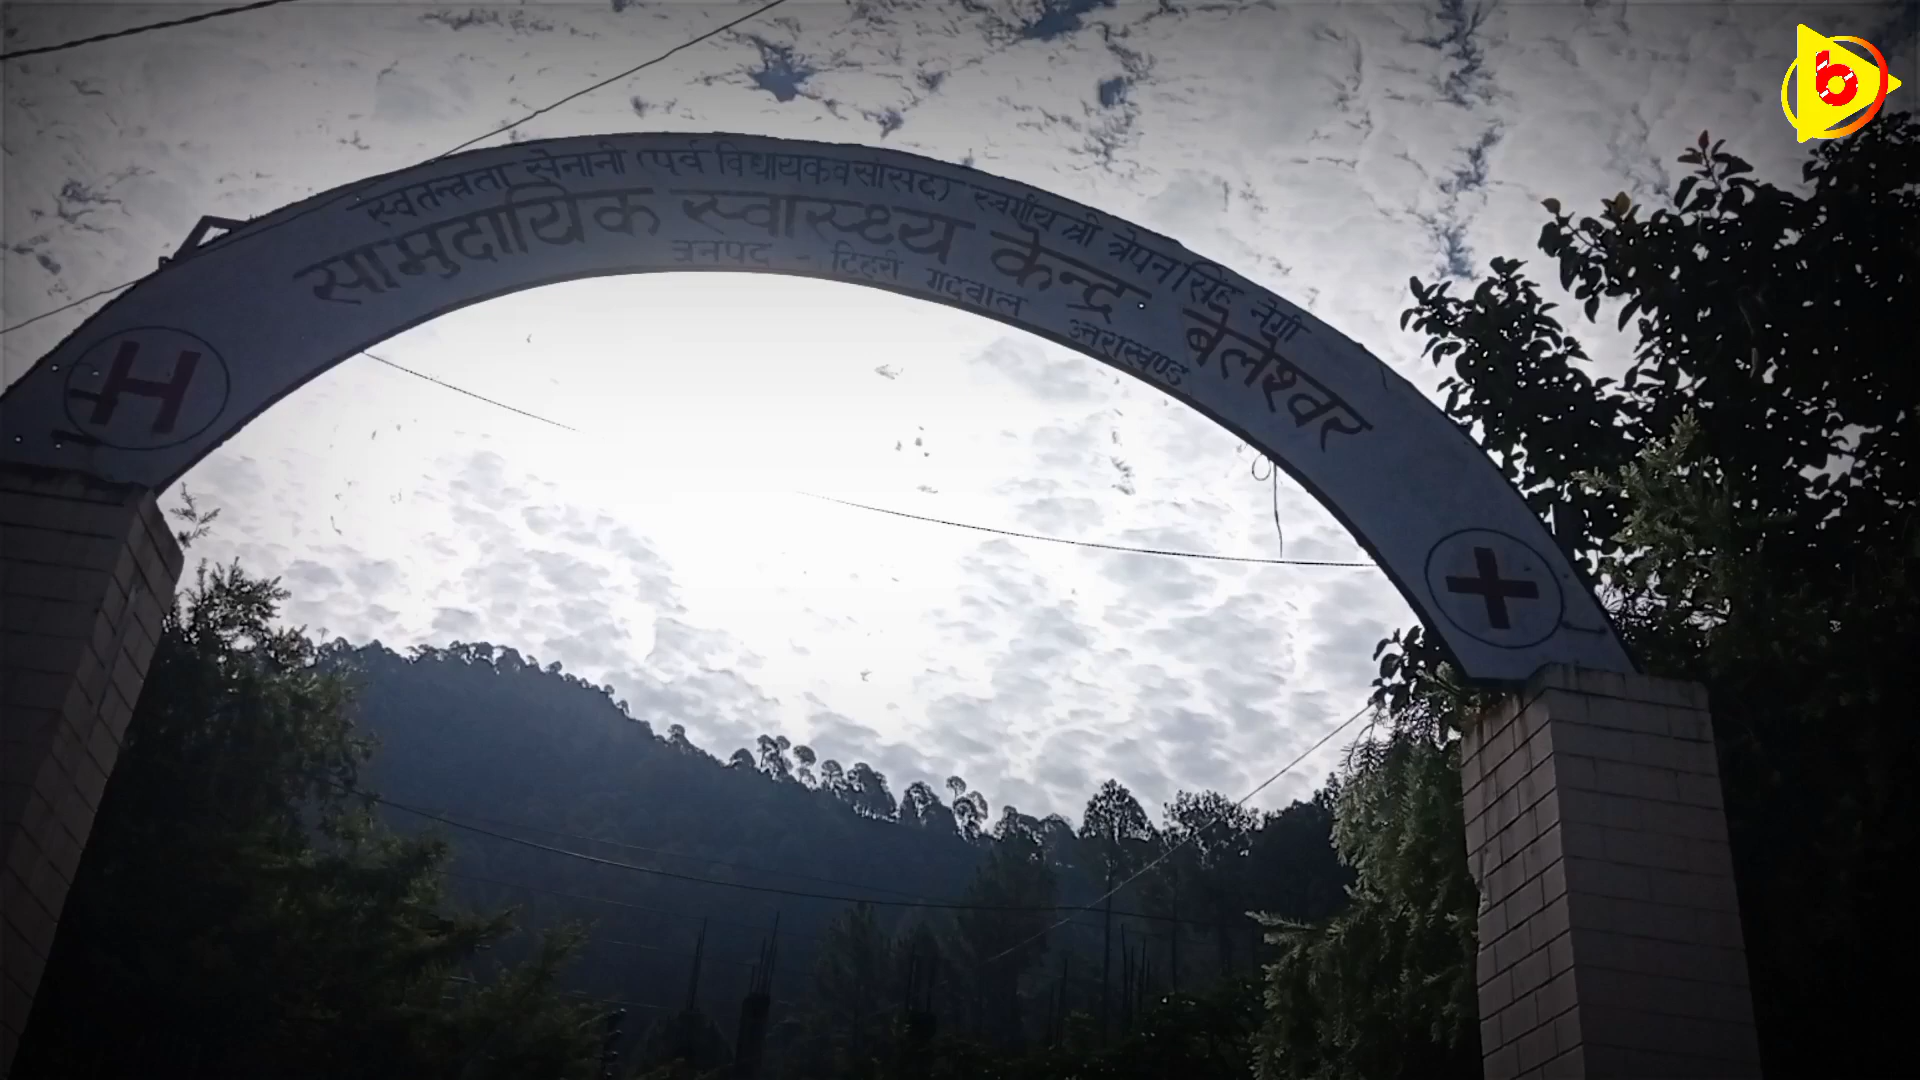 स्वतन्त्रता सैनानी (पूर्व विधायक व सांसद) स्वर्गीय श्री त्रेपन सिंह नेगी
सामुदायिक स्वास्थ्य केन्द्र बेलेश्वर
जनपद - टिहरी गढ़वाल उत्तराखण्ड
H
b